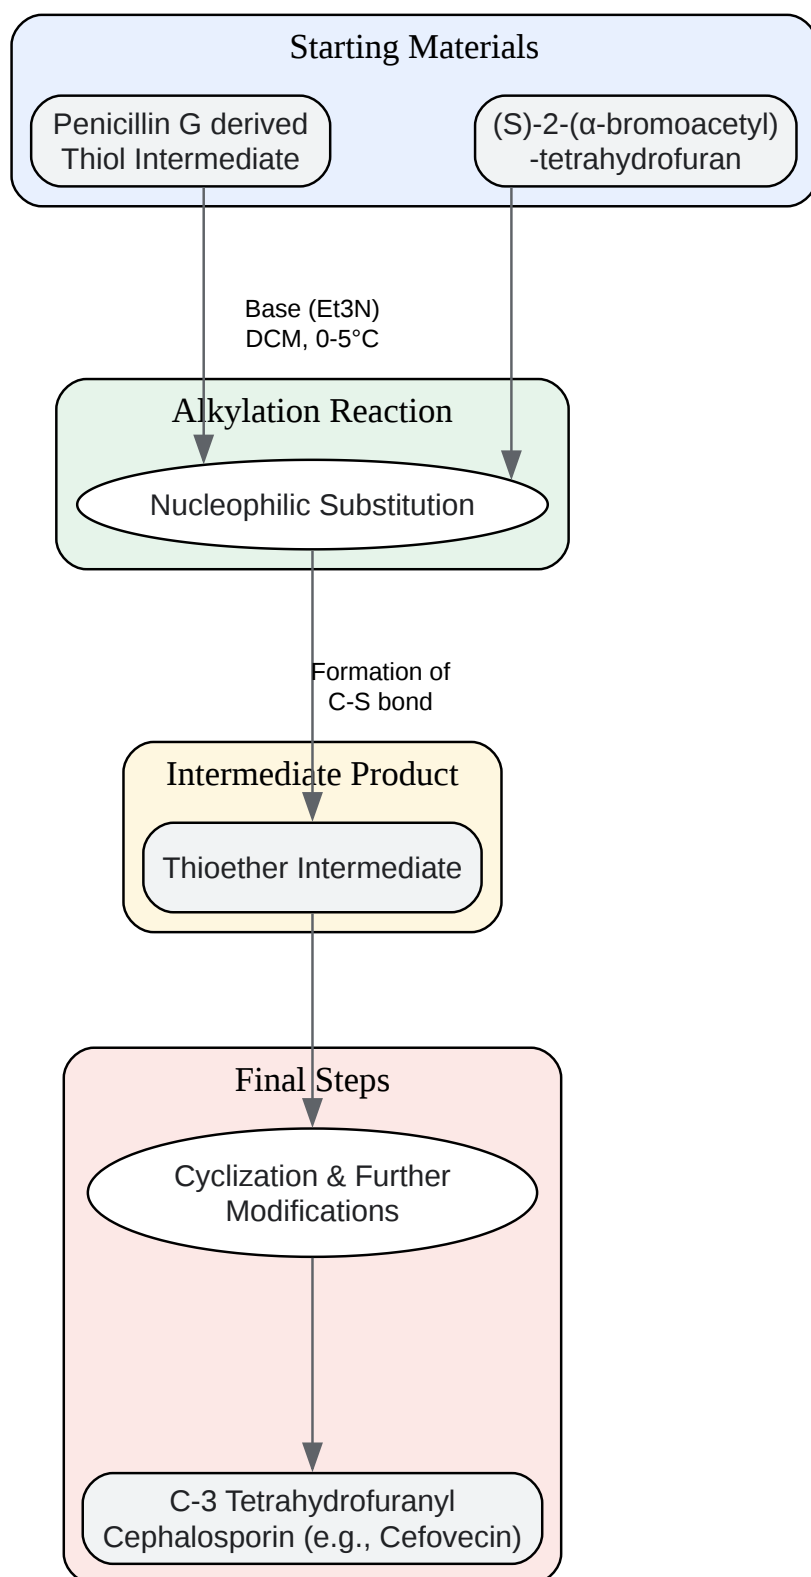 Starting Materials
Penicillin G derived
Thiol Intermediate
(S)-2-(α-bromoacetyl)
-tetrahydrofuran
Base (Et3N)
DCM, 0-5°C
Alkylation Reaction
Nucleophilic Substitution
Formation of
C-S bond
Intermediate Product
Thioether Intermediate
Final Steps
Cyclization & Further
Modifications
C-3 Tetrahydrofuranyl
Cephalosporin (e.g., Cefovecin)